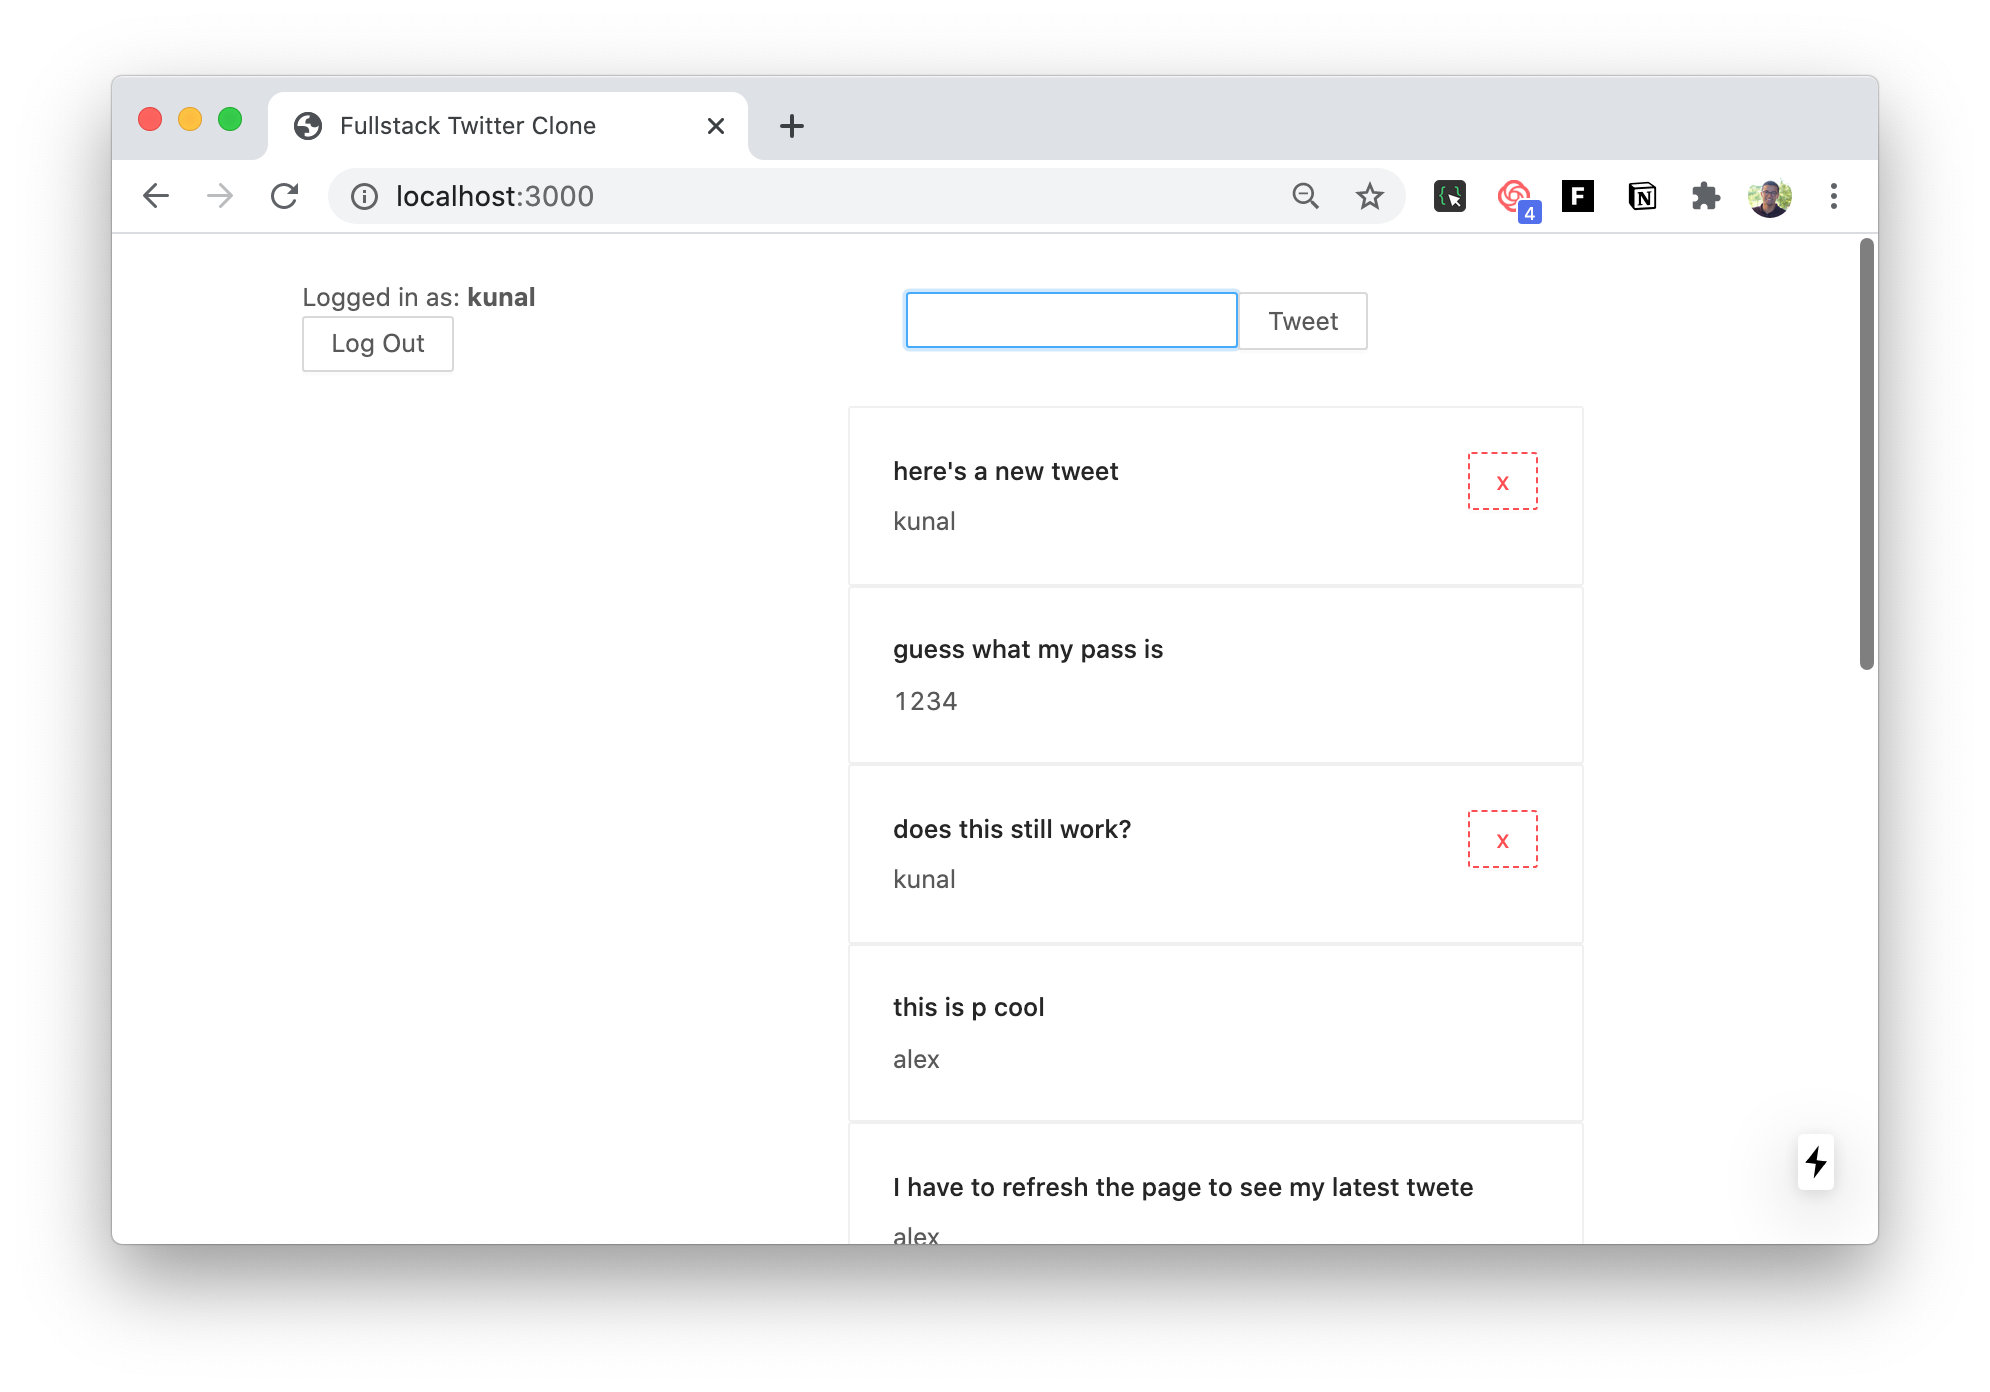 Fullstack Twitter Clone
localhost:3000
4
F
N
Logged in as: kunal
Log Out
Tweet
here's a new tweet
x
kunal
guess what my pass is
1234
does this still work?
x
kunal
this is p cool
alex
I have to refresh the page to see my latest twete
alex